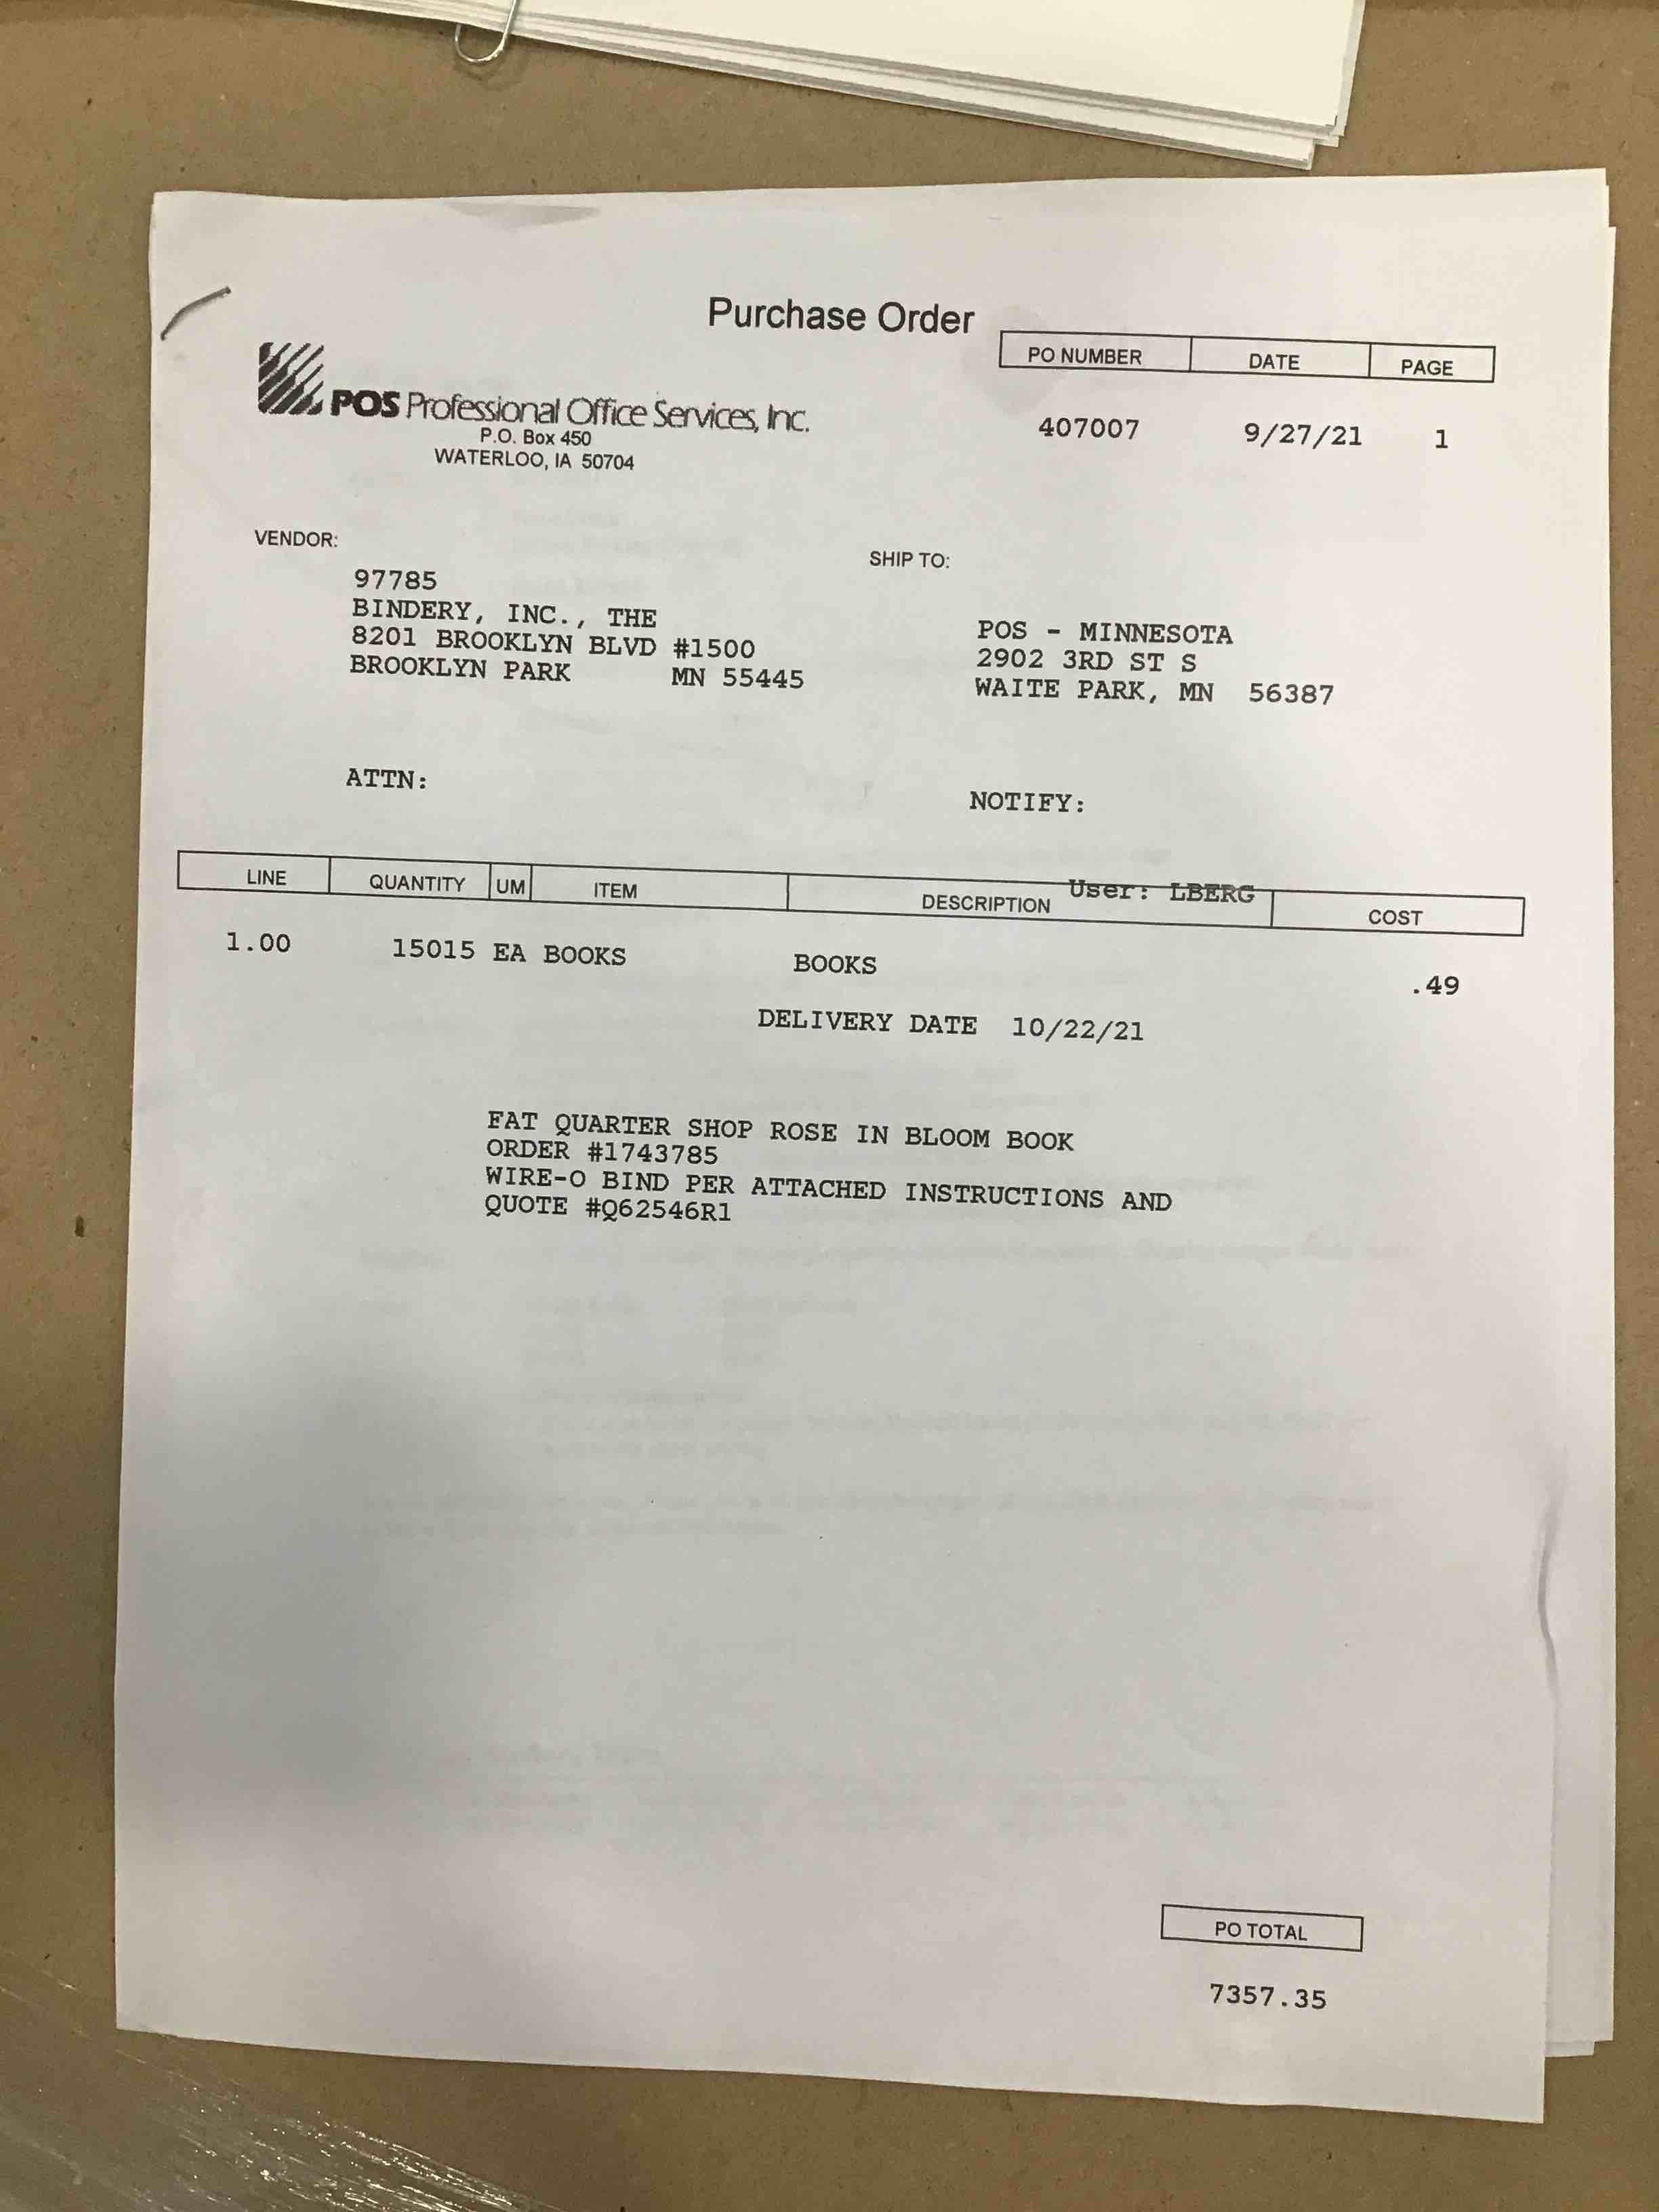 Purchase Order
PO NUMBER DATE PAGE
POS Professional Office Services, Inc.
P.O. Box 450
WATERLOO, IA 50704
407007 9/27/21 1
VENDOR:
97785
BINDERY, INC., THE
8201 BROOKLYN BLVD #1500
BROOKLYN PARK MN 55445
SHIP TO:
POS - MINNESOTA
2902 3RD ST S
WAITE PARK, MN 56387
ATTN:
NOTIFY:
User: LBERG
LINE QUANTITY UM ITEM DESCRIPTION COST
1.00 15015 EA BOOKS BOOKS .49
DELIVERY DATE 10/22/21
FAT QUARTER SHOP ROSE IN BLOOM BOOK
ORDER #1743785
WIRE-O BIND PER ATTACHED INSTRUCTIONS AND
QUOTE #Q62546R1
PO TOTAL
7357.35